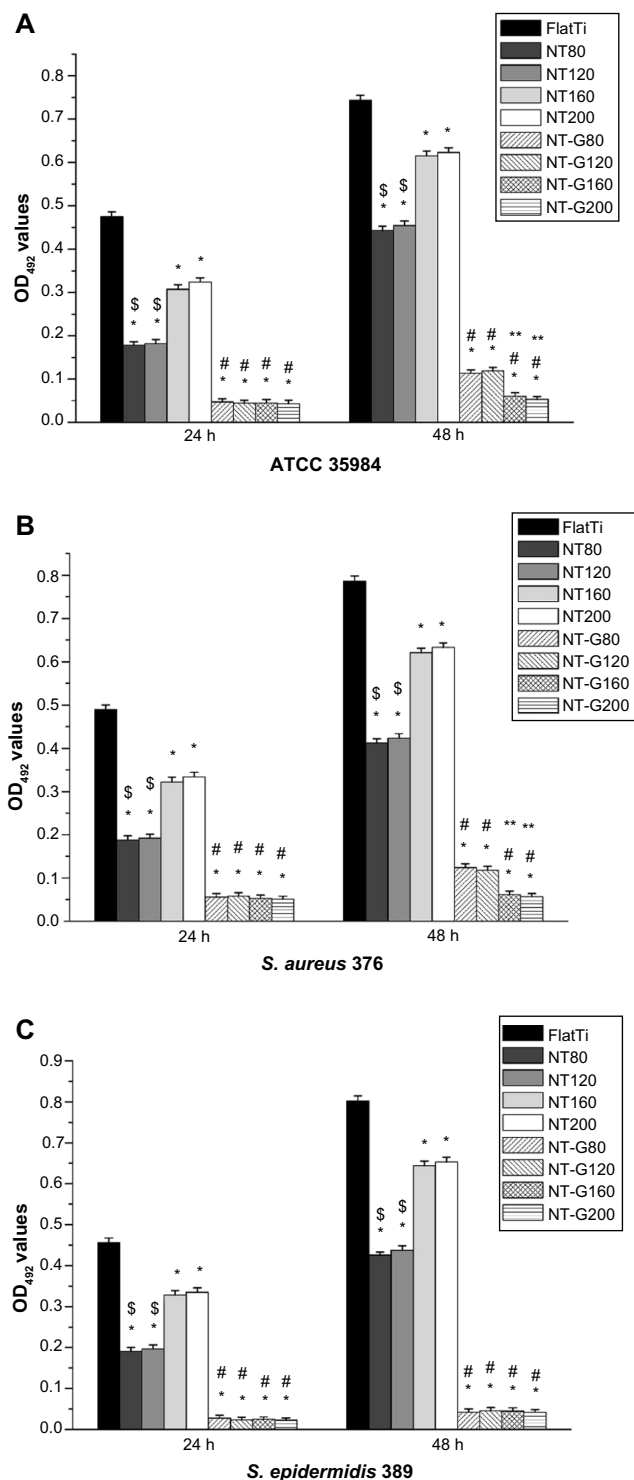 A
FlatTi
NT80
NT120
NT160
NT200
NT-G80
NT-G120
NT-G160
NT-G200
0.8
0.7
0.6
0.5
0.4
0.3
0.2
0.1
0.0
OD492 values
$ $ * * * *
# # # #
* * * *
$ $ * * * *
# # ** **
* * # #
* *
24 h 48 h
ATCC 35984
B
FlatTi
NT80
NT120
NT160
NT200
NT-G80
NT-G120
NT-G160
NT-G200
0.8
0.7
0.6
0.5
0.4
0.3
0.2
0.1
0.0
OD492 values
$ $ * * * *
# # # #
* * * *
$ $ * * * *
# # ** **
* * # #
* *
24 h 48 h
S. aureus 376
C
FlatTi
NT80
NT120
NT160
NT200
NT-G80
NT-G120
NT-G160
NT-G200
0.9
0.8
0.7
0.6
0.5
0.4
0.3
0.2
0.1
0.0
OD492 values
$ $ * * * *
# # # #
* * * *
$ $ * * * *
# # # #
* * * *
24 h 48 h
S. epidermidis 389